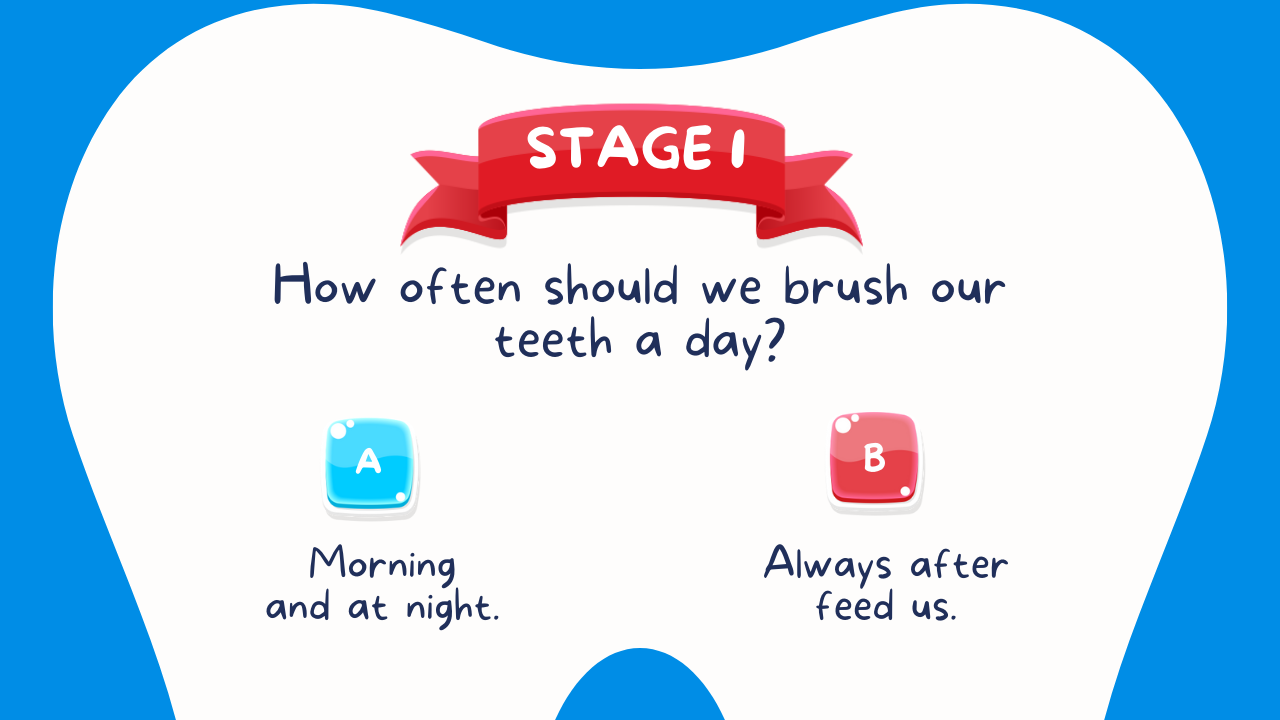 STAGE 1
How often should we brush our
teeth a day?
A
Morning
and at night.
B
Always after
feed us.